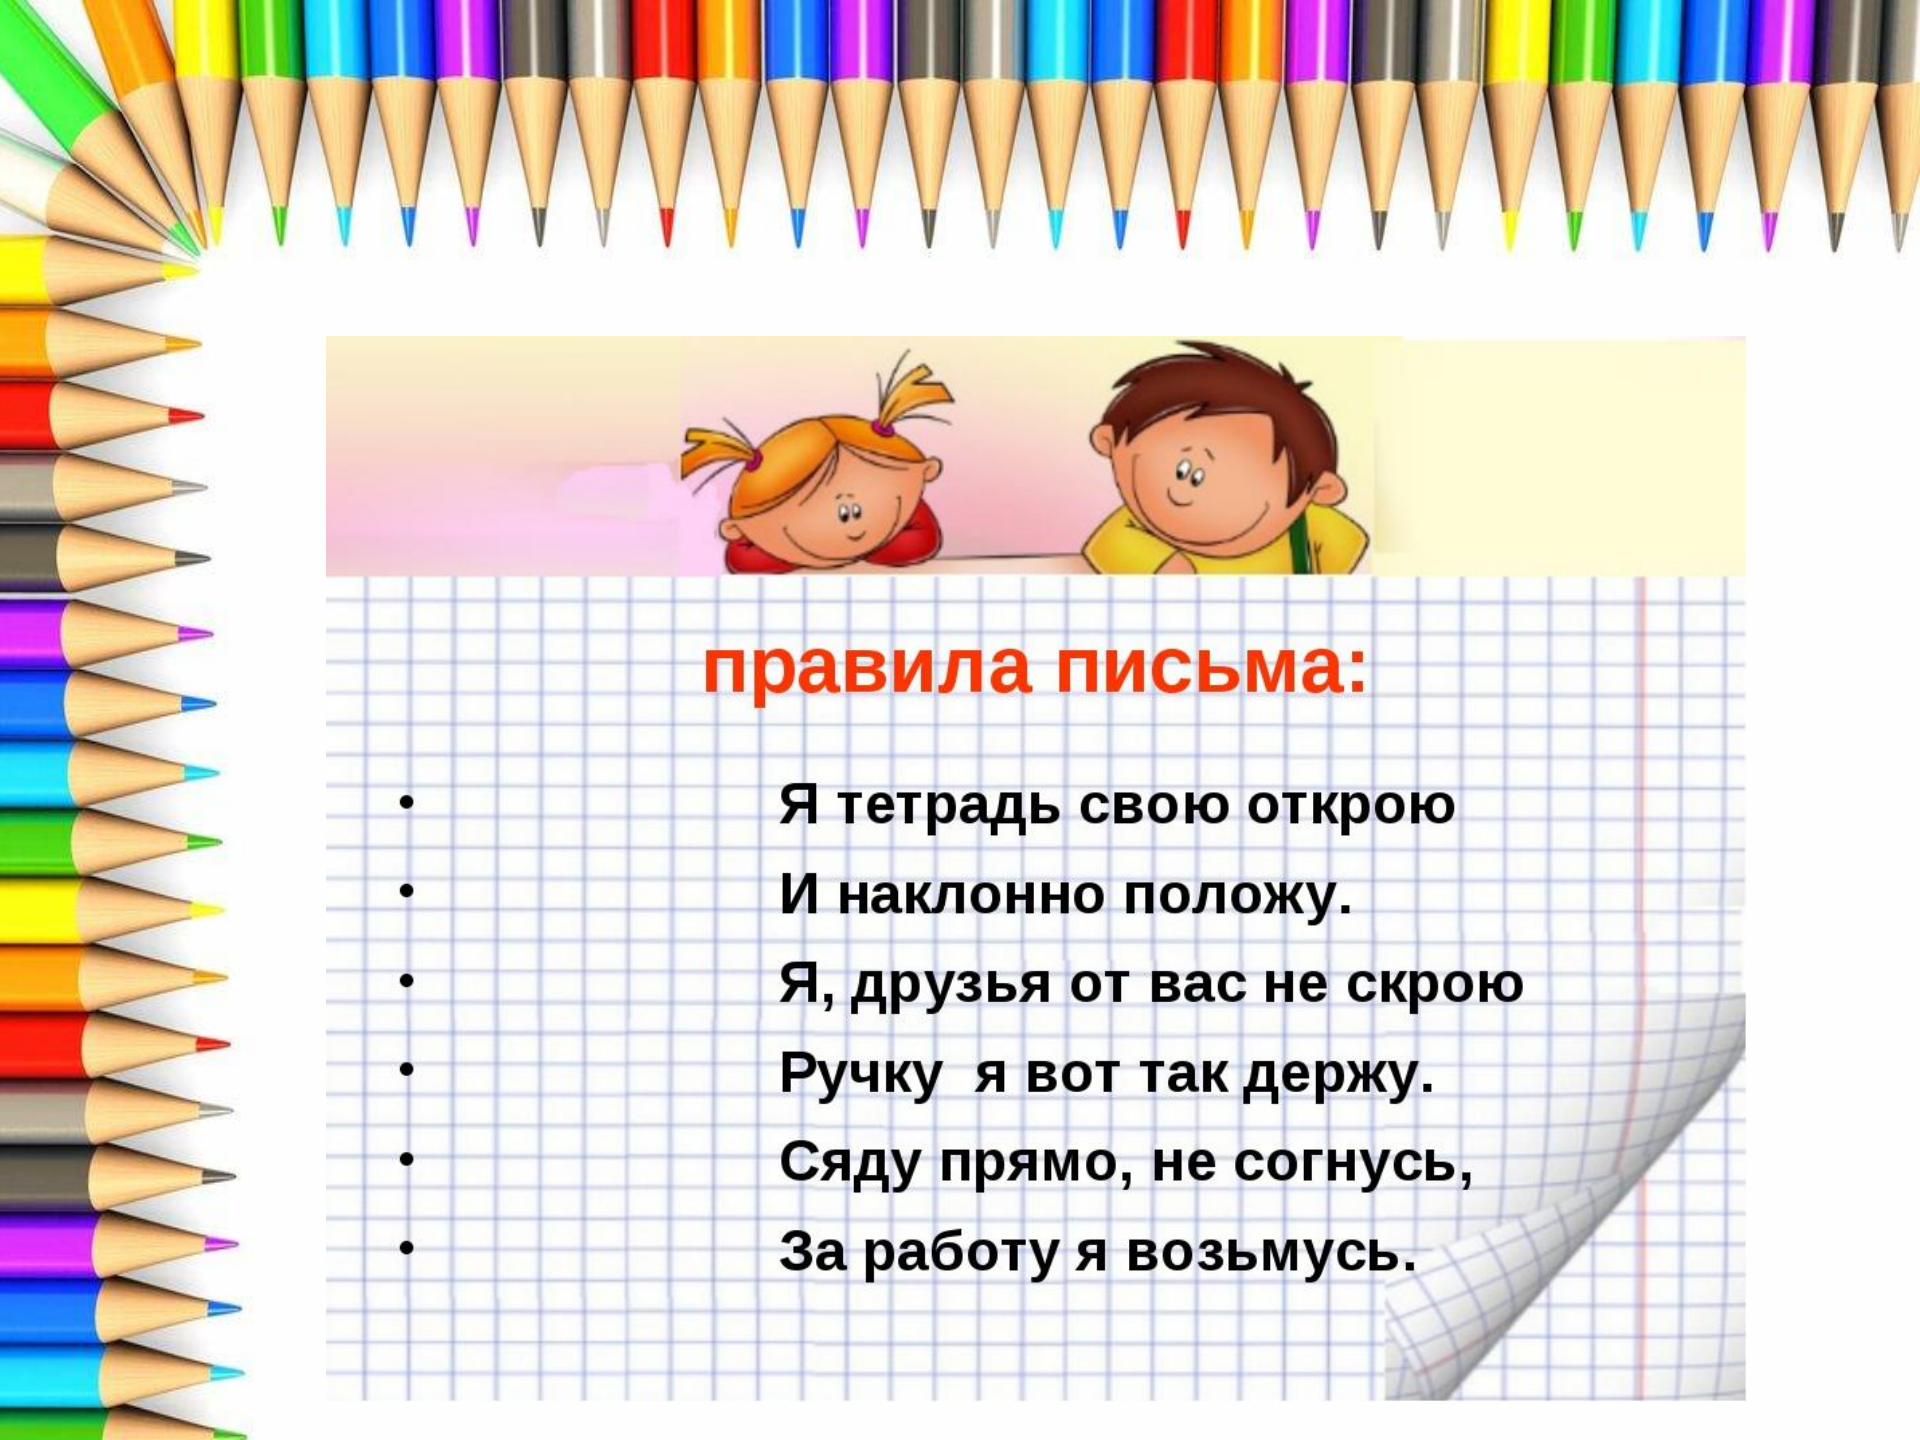 правила письма:
• Я тетрадь свою открою
• И наклонно положу.
• Я, друзья от вас не скрою
• Ручку  я вот так держу.
• Сяду прямо, не согнусь,
• За работу я возьмусь.